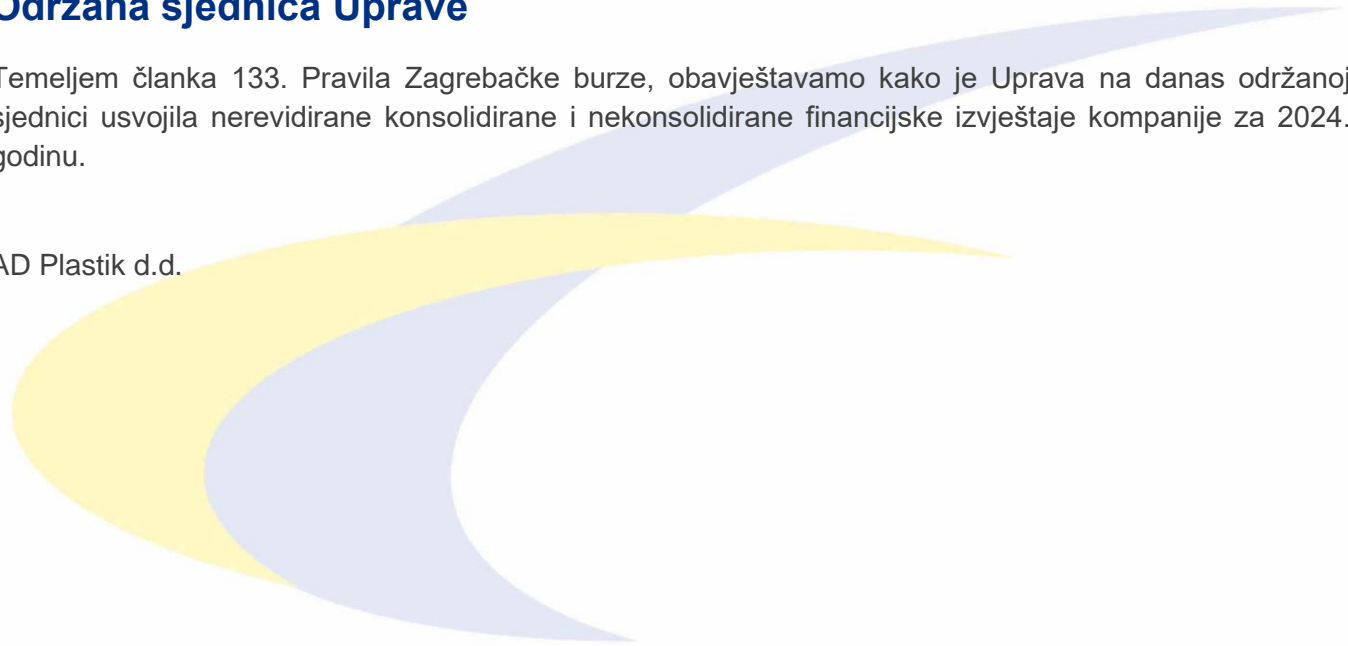 Održana sjednica Uprave
Temeljem članka 133. Pravila Zagrebačke burze, obavještavamo kako je Uprava na danas održanoj
sjednici usvojila nerevidirane konsolidirane i nekonsolidirane financijske izvještaje kompanije za 2024.
godinu.
AD Plastik d.d.